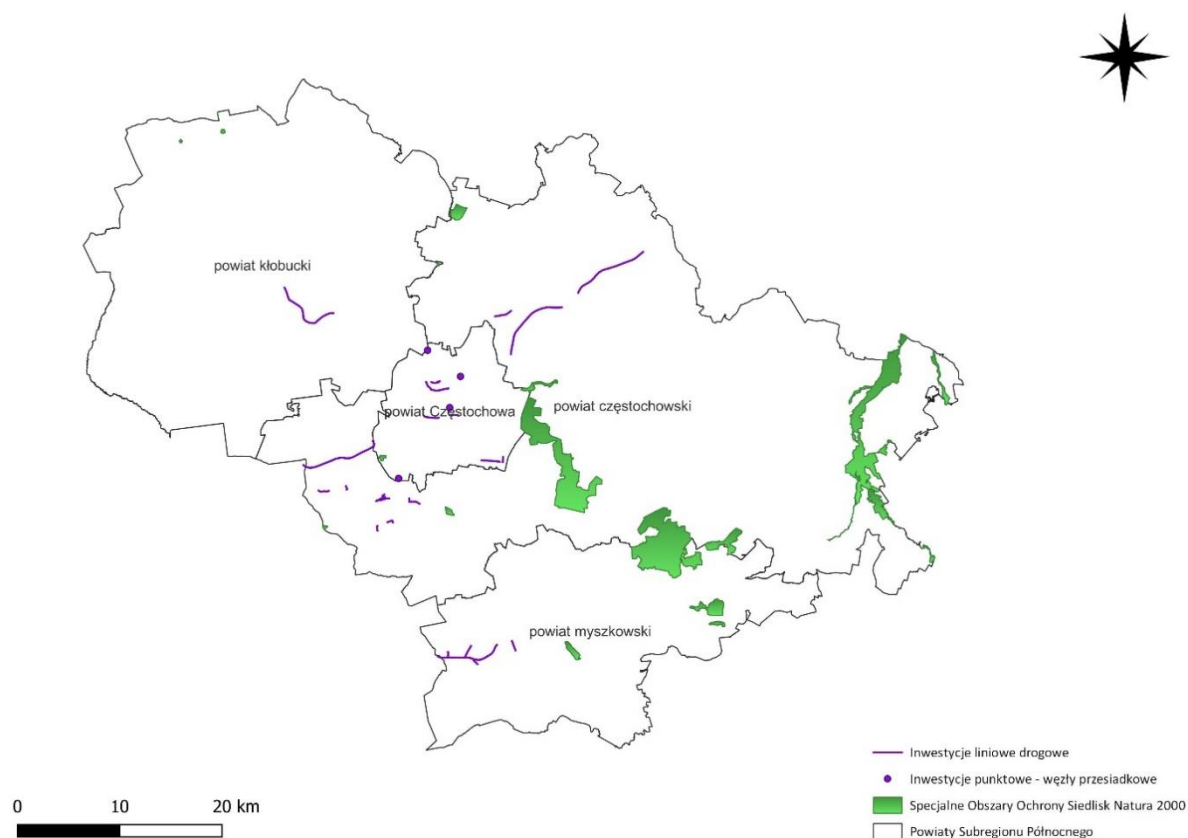 powiat kłobucki
powiat Częstochowa
powiat częstochowski
powiat myszkowski
Inwestycje liniowe drogowe
Inwestycje punktowe - węzły przesiadkowe
Specjalne Obszary Ochrony Siedlisk Natura 2000
Powiaty Subregionu Północnego
0 10 20 km